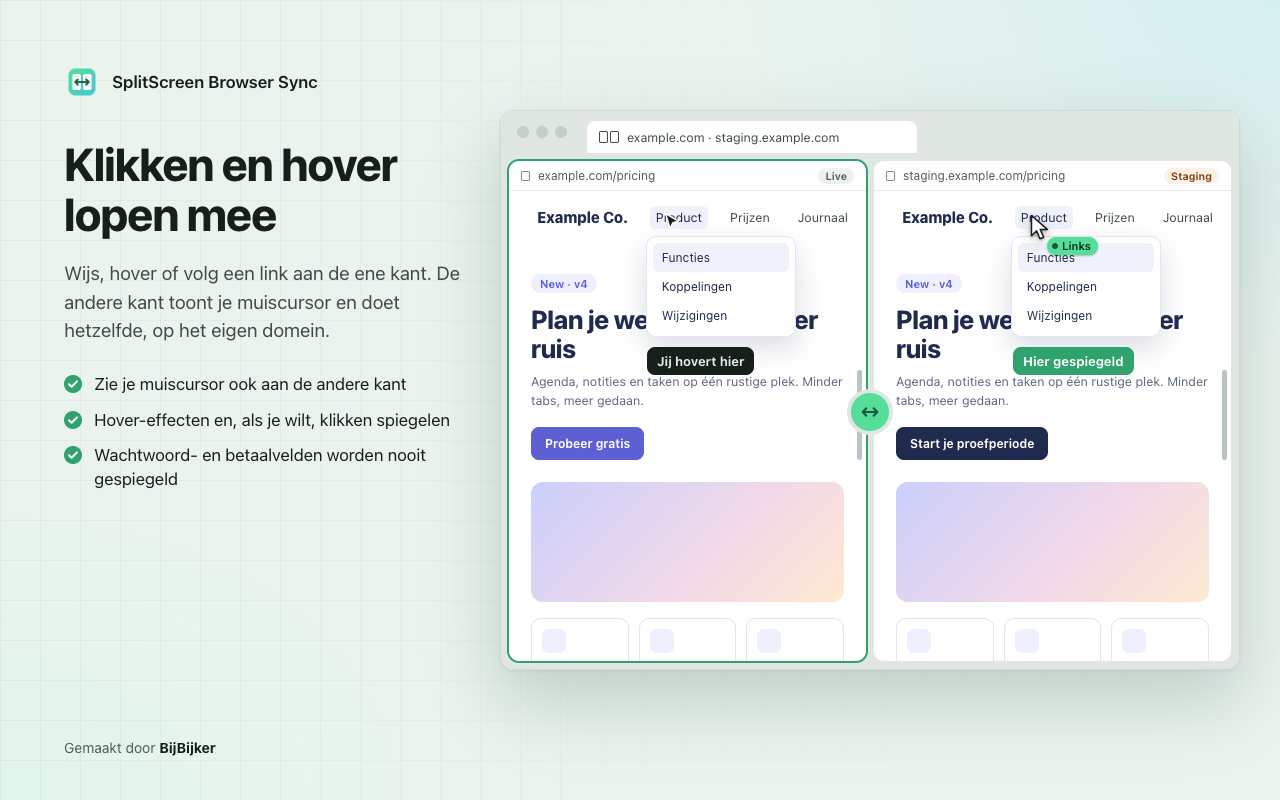 SplitScreen Browser Sync
Klikken en hover
lopen mee
Wijs, hover of volg een link aan de ene kant. De
andere kant toont je muiscursor en doet
hetzelfde, op het eigen domein.
Zie je muiscursor ook aan de andere kant
Hover-effecten en, als je wilt, klikken spiegelen
Wachtwoord- en betaalvelden worden nooit
gespiegeld
Gemaakt door BijBijker
example.com · staging.example.com
example.com/pricing
Live
Example Co.
Product
Prijzen
Journaal
Functies
Koppelingen
Wijzigingen
New · v4
Plan je we er
ruis
Jij hovert hier
Agenda, notities en taken op één rustige plek. Minder
tabs, meer gedaan.
Probeer gratis
staging.example.com/pricing
Staging
Example Co.
Product
Prijzen
Journaal
Links
Functies
Koppelingen
Wijzigingen
New · v4
Plan je we er
ruis
Hier gespiegeld
Agenda, notities en taken op één rustige plek. Minder
tabs, meer gedaan.
Start je proefperiode